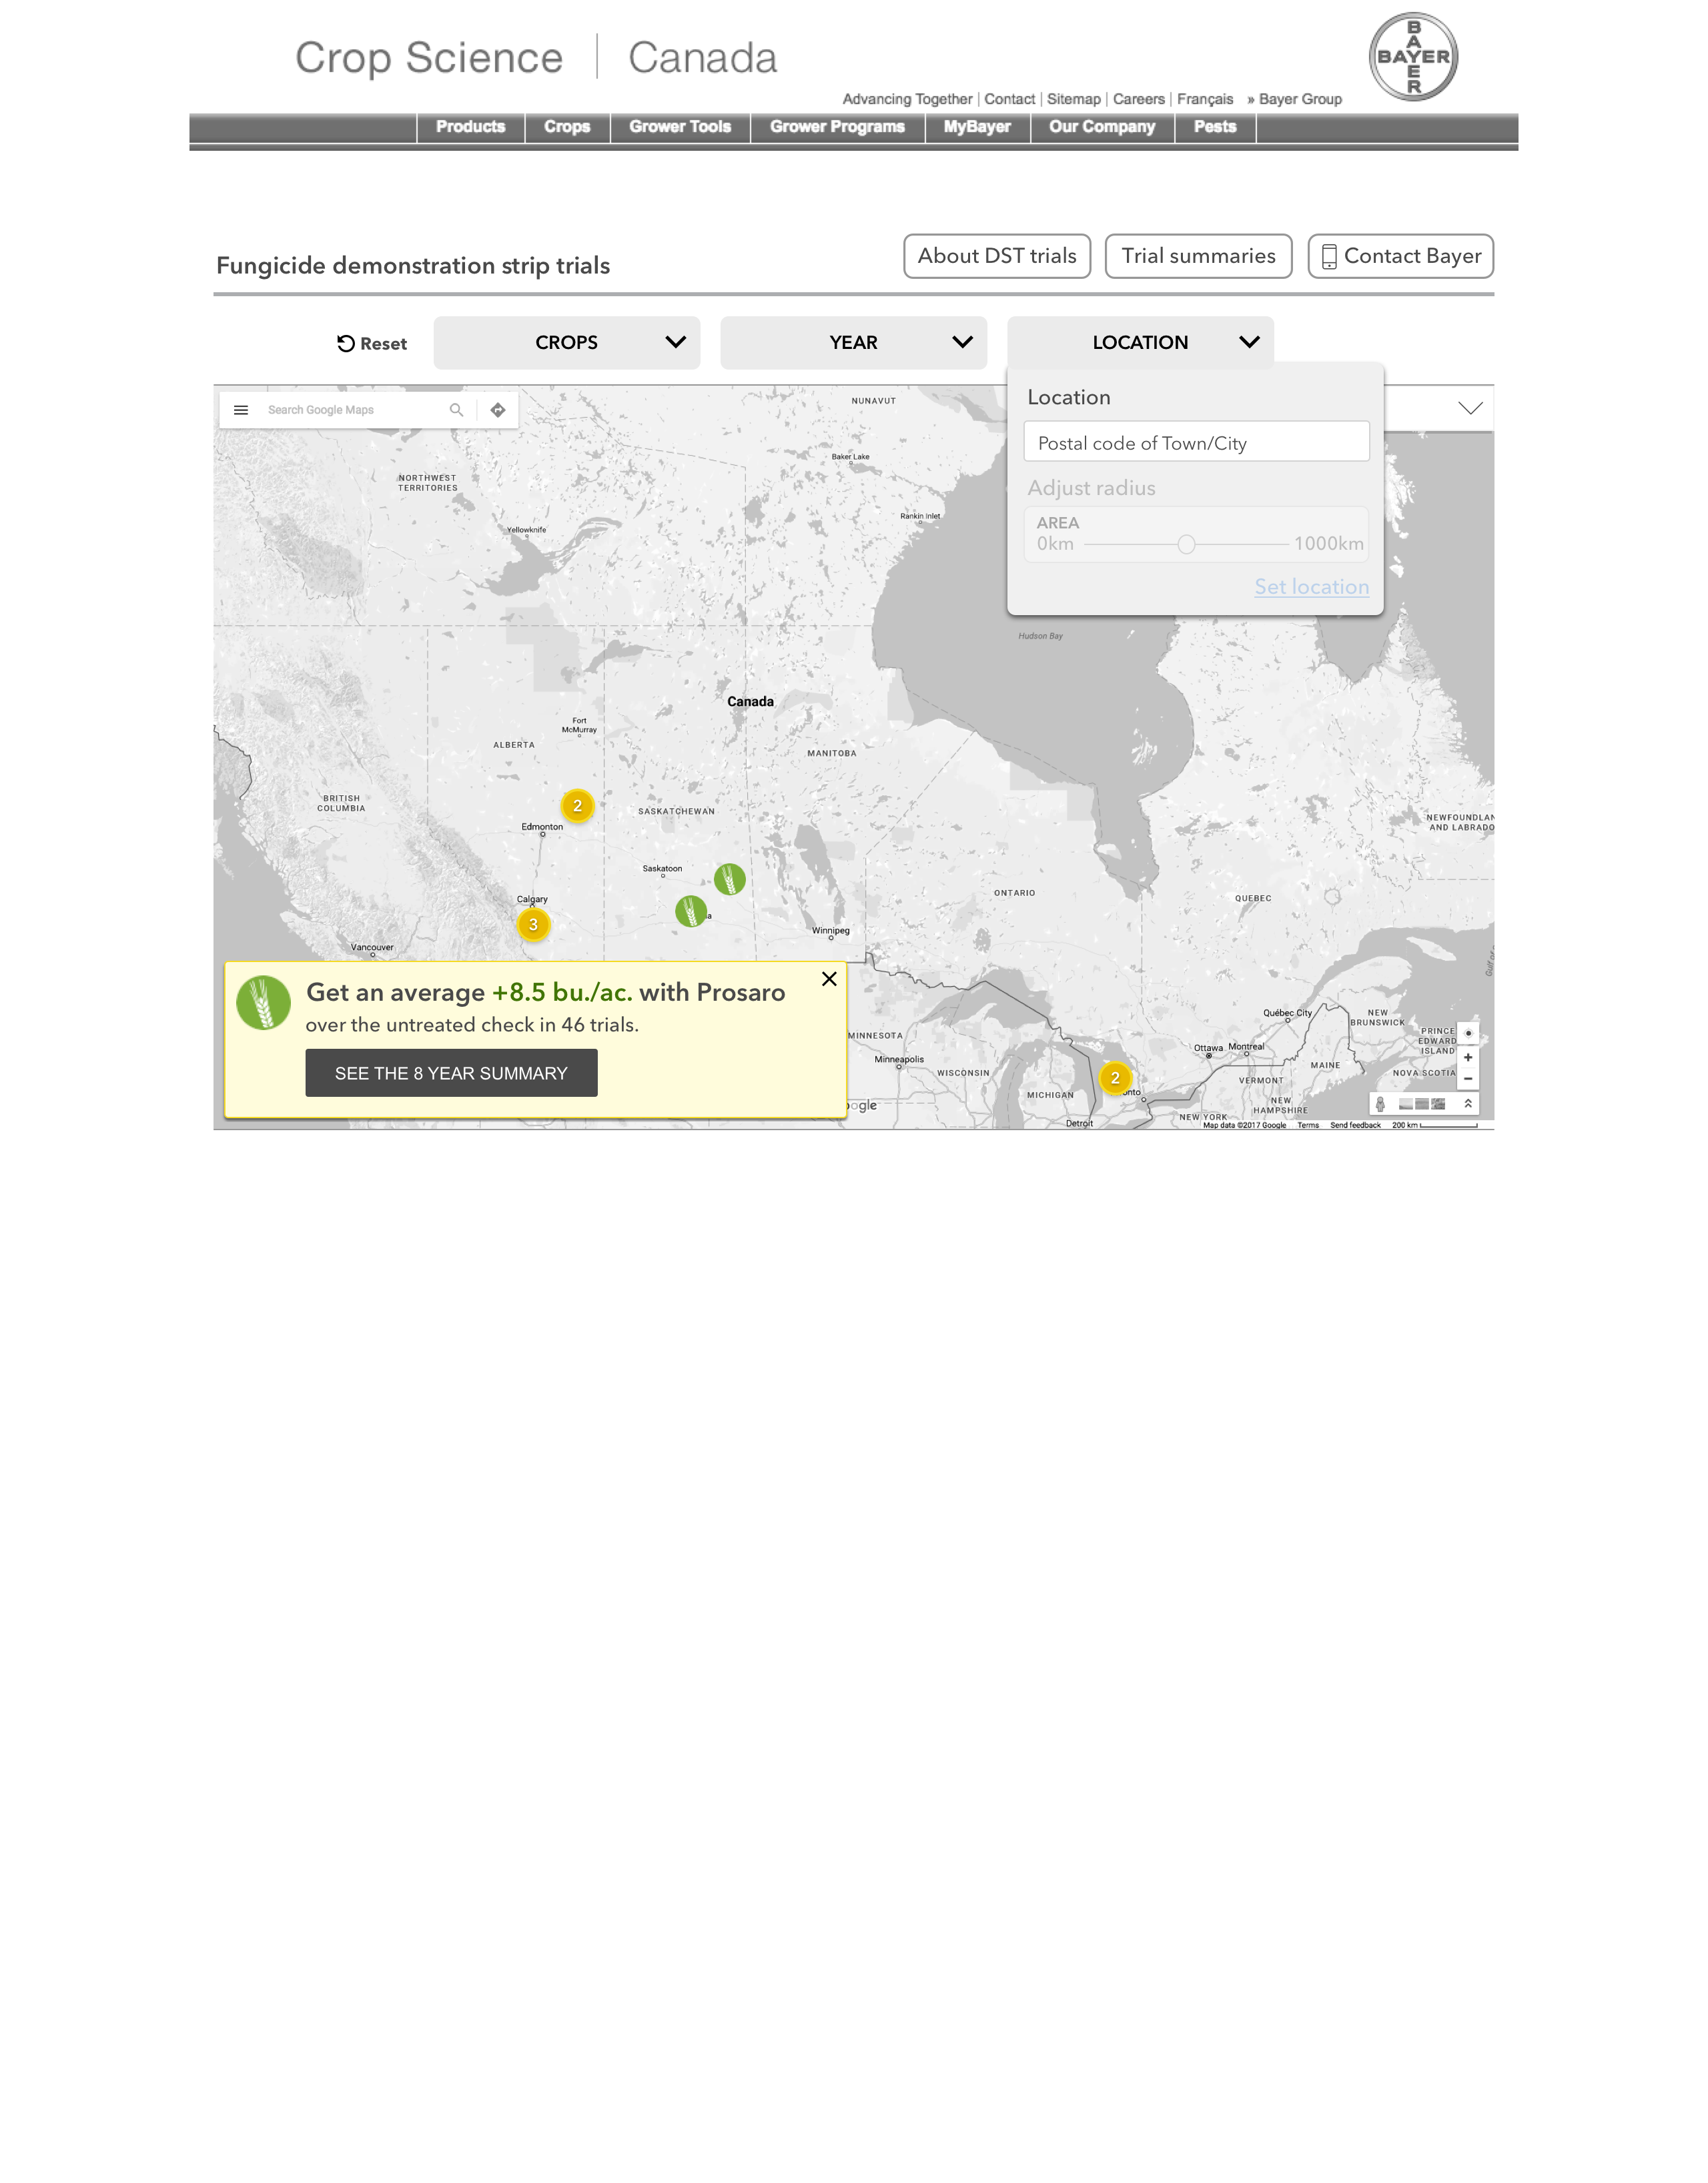 Crop Science | Canada
BAYER
BAYER
Advancing Together | Contact | Sitemap | Careers | Français » Bayer Group
Products Crops Grower Tools Grower Programs MyBayer Our Company Pests
Fungicide demonstration strip trials
About DST trials
Trial summaries
Contact Bayer
Reset
CROPS
YEAR
LOCATION
Location
Postal code of Town/City
Adjust radius
AREA
0km
1000km
Set location
Search Google Maps
NUNAVUT
Baker Lake
NORTHWEST
TERRITORIES
Rankin Inlet
Yellowknife
Hudson Bay
Canada
Fort
McMurray
ALBERTA
MANITOBA
BRITISH
COLUMBIA
2
SASKATCHEWAN
Edmonton
NEWFOUNDLAN
AND LABRADO
Saskatoon
ONTARIO
QUEBEC
Calgary
3
a
Winnipeg
Vancouver
Gulf of
Get an average +8.5 bu./ac. with Prosaro
over the untreated check in 46 trials.
SEE THE 8 YEAR SUMMARY
Québec City
NEW
BRUNSWICK
PRINCE
EDWARD
ISLAND
MINNESOTA
Minneapolis
Ottawa
Montreal
MAINE
NOVA SCOTIA
WISCONSIN
2
onto
VERMONT
MICHIGAN
NEW
HAMPSHIRE
NEW YORK
ogle
Detroit
Map data ©2017 Google Terms Send feedback 200 km